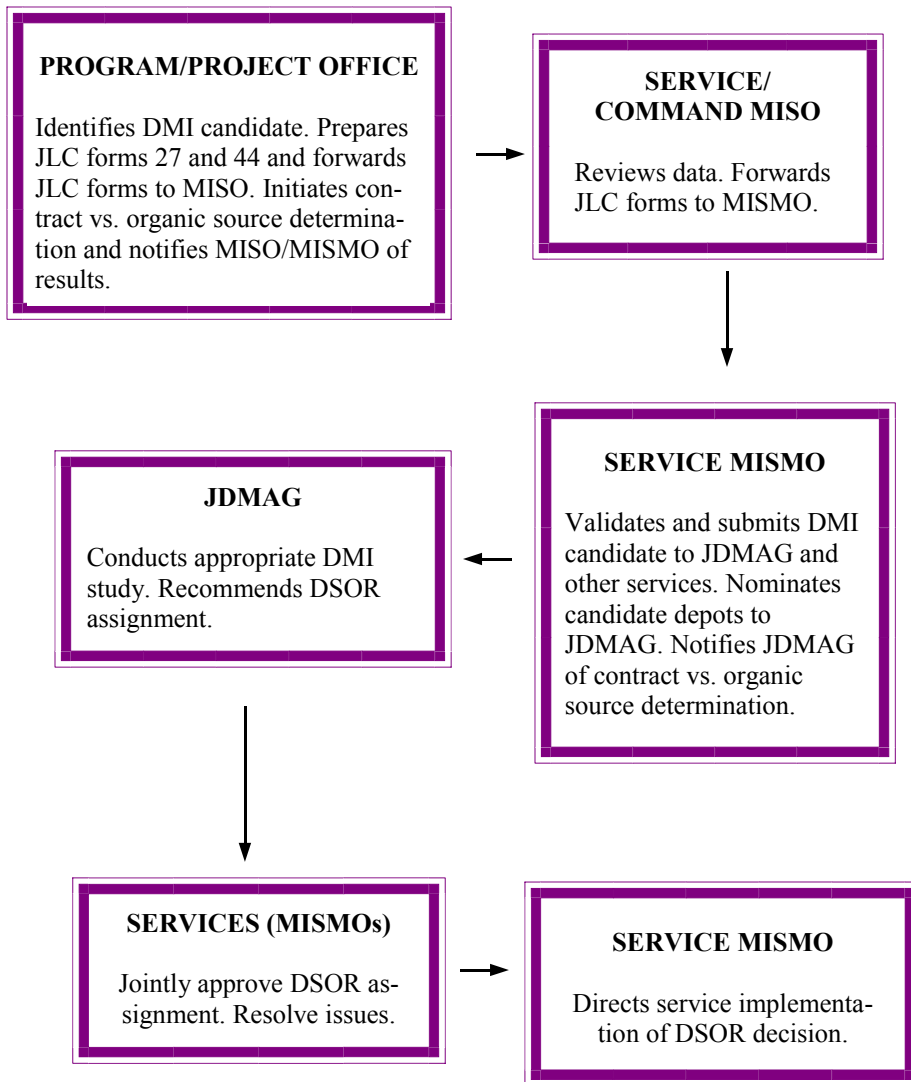 PROGRAM/PROJECT OFFICE
Identifies DMI candidate. Prepares
JLC forms 27 and 44 and forwards
JLC forms to MISO. Initiates con-
tract vs. organic source determina-
tion and notifies MISO/MISMO of
results.
SERVICE/
COMMAND MISO
Reviews data. Forwards
JLC forms to MISMO.
SERVICE MISMO
Validates and submits DMI
candidate to JDMAG and
other services. Nominates
candidate depots to
JDMAG. Notifies JDMAG
of contract vs. organic
source determination.
JDMAG
Conducts appropriate DMI
study. Recommends DSOR
assignment.
SERVICES (MISMOs)
Jointly approve DSOR as-
signment. Resolve issues.
SERVICE MISMO
Directs service implementa-
tion of DSOR decision.